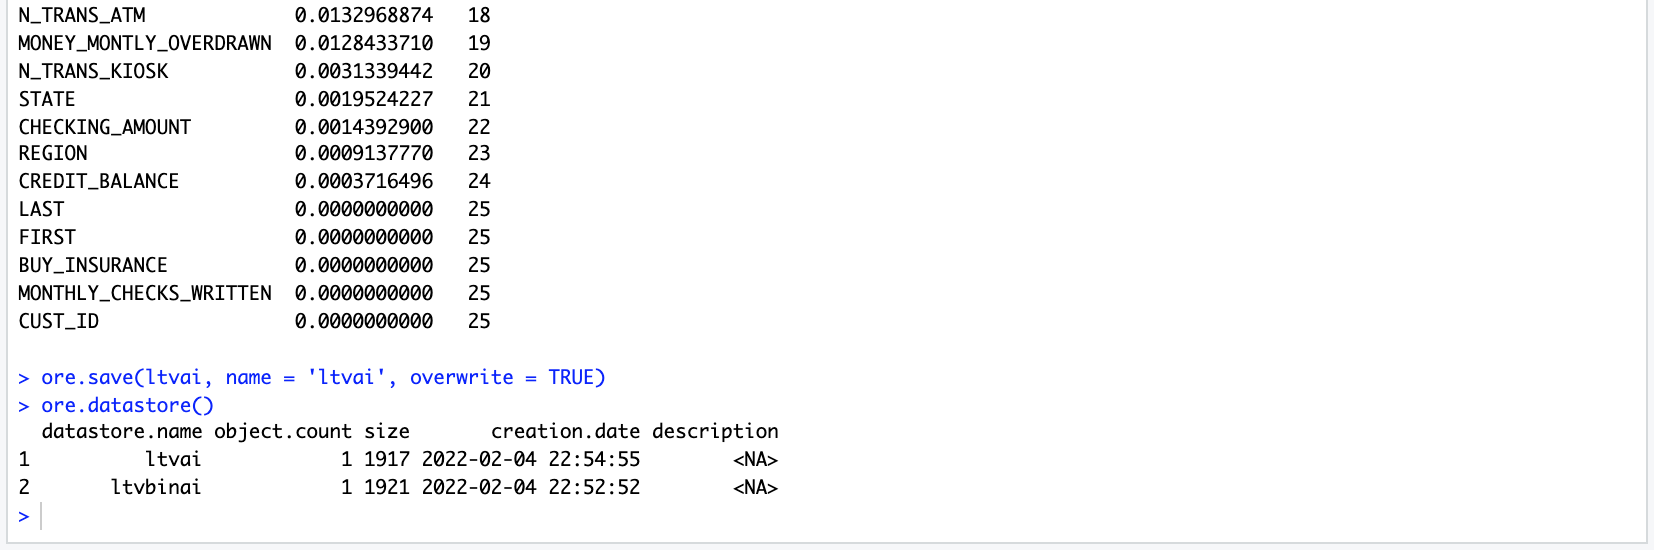 N_TRANS_ATM             0.0132968874   18
MONEY_MONTLY_OVERDRAWN  0.0128433710   19
N_TRANS_KIOSK           0.0031339442   20
STATE                   0.0019524227   21
CHECKING_AMOUNT         0.0014392900   22
REGION                  0.0009137770   23
CREDIT_BALANCE          0.0003716496   24
LAST                    0.0000000000   25
FIRST                   0.0000000000   25
BUY_INSURANCE           0.0000000000   25
MONTHLY_CHECKS_WRITTEN  0.0000000000   25
CUST_ID                 0.0000000000   25
> ore.save(ltvai, name = 'ltvai', overwrite = TRUE)
> ore.datastore()
  datastore.name object.count size       creation.date description
1          ltvai            1 1917 2022-02-04 22:54:55        <NA>
2       ltvbinai            1 1921 2022-02-04 22:52:52        <NA>
>